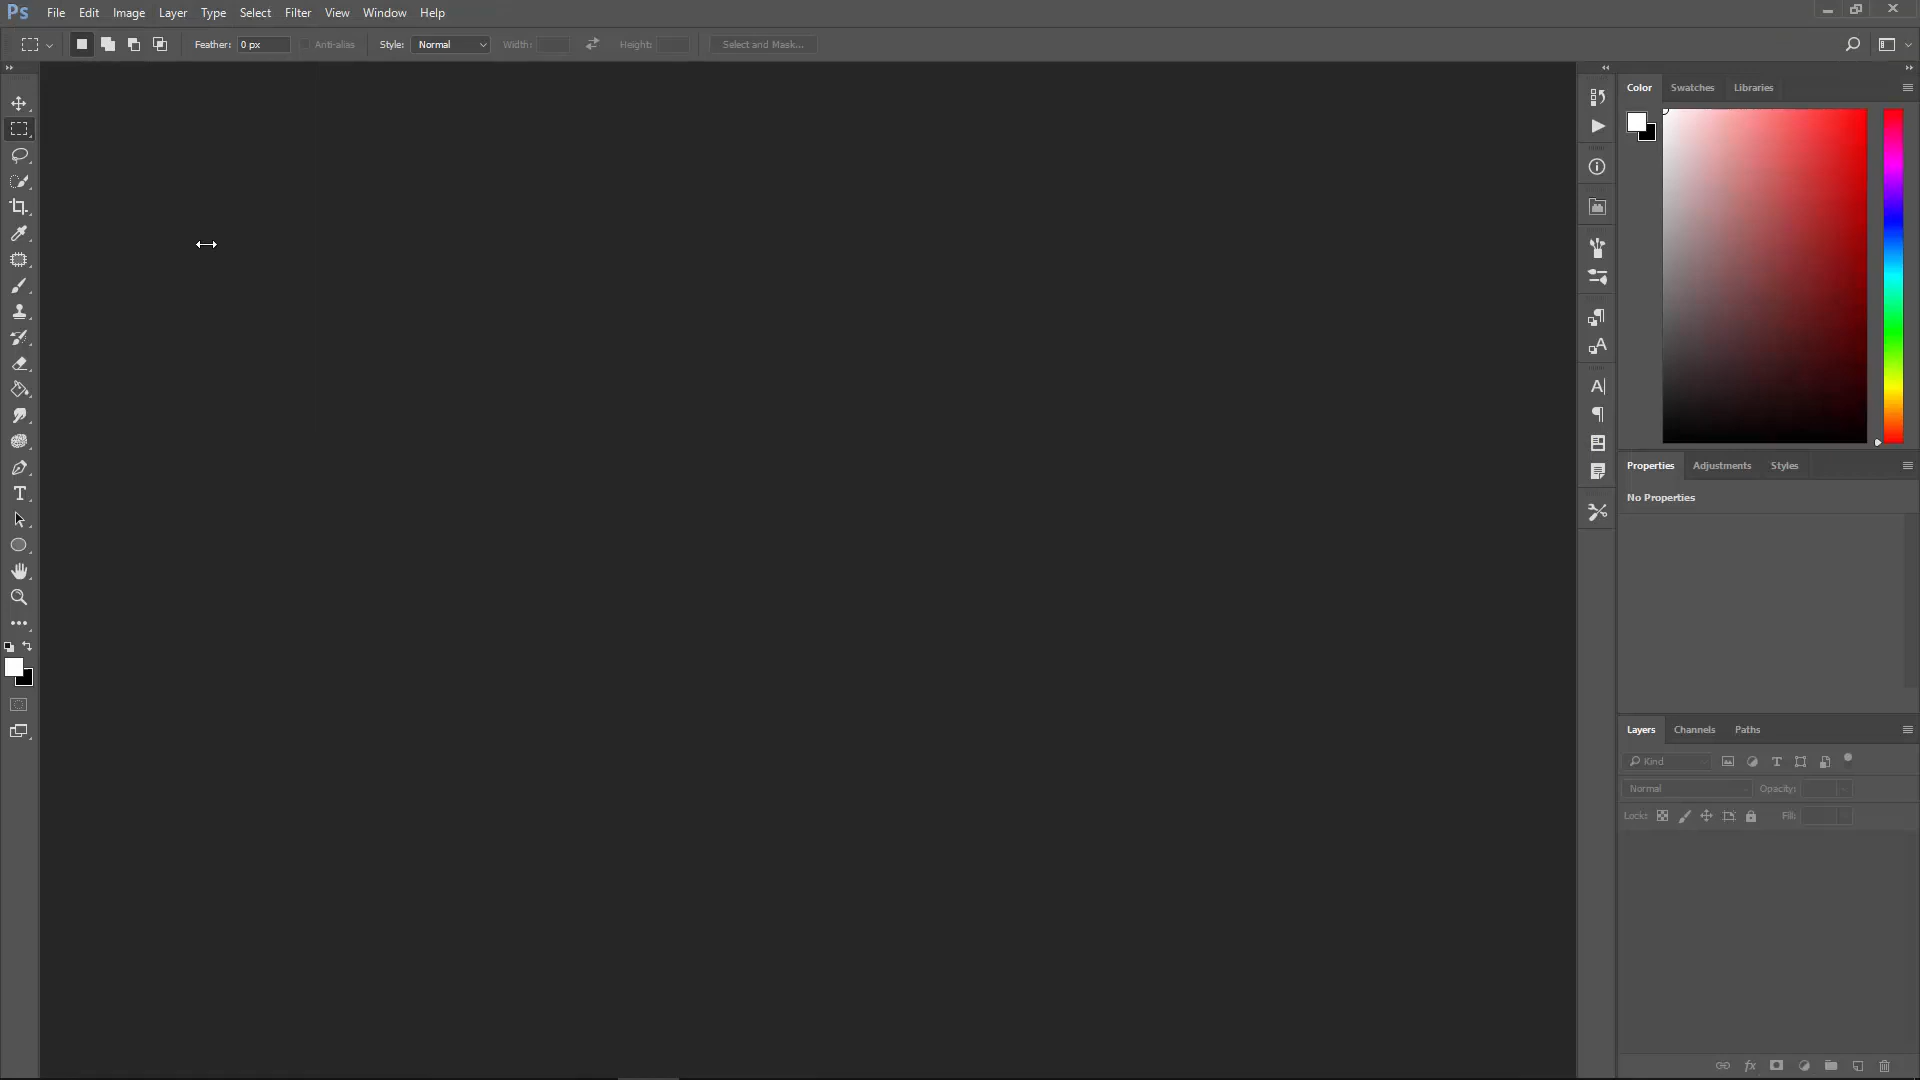 Ps File Edit Image Layer Type Select Filter View Window Help
Feather: 0 px Anti-alias Style: Normal Width: Height: Select and Mask...
Color Swatches Libraries
Properties Adjustments Styles
No Properties
Layers Channels Paths
Kind
Normal Opacity:
Lock: Fill: